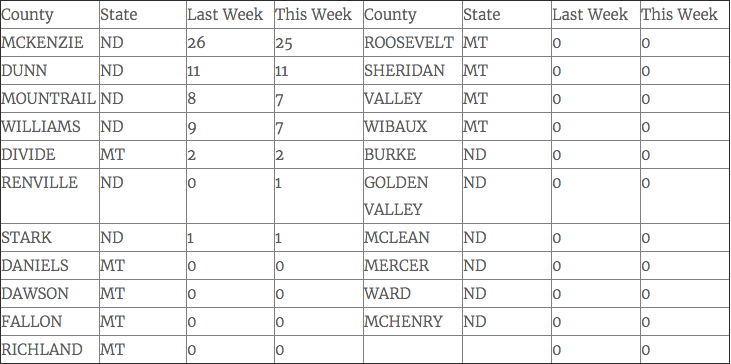 County State Last Week This Week County State Last Week This Week
MCKENZIE ND 26 25 ROOSEVELT MT 0 0
DUNN ND 11 11 SHERIDAN MT 0 0
MOUNTRAIL ND 8 7 VALLEY MT 0 0
WILLIAMS ND 9 7 WIBAUX MT 0 0
DIVIDE MT 2 2 BURKE ND 0 0
RENVILLE ND 0 1 GOLDEN ND 0 0
VALLEY
STARK ND 1 1 MCLEAN ND 0 0
DANIELS MT 0 0 MERCER ND 0 0
DAWSON MT 0 0 WARD ND 0 0
FALLON MT 0 0 MCHENRY ND 0 0
RICHLAND MT 0 0 0 0